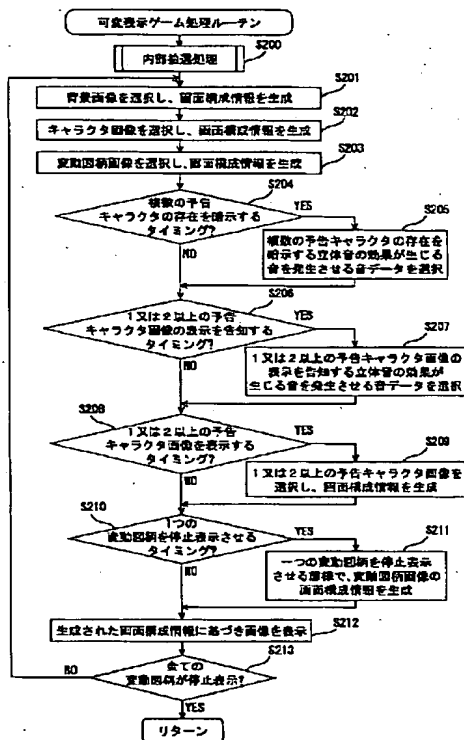 可変表示ゲーム処理ルーテン
S200
内部抽選処理
S201
背景画像を選択し、画面構成情報を生成
S202
キャラクタ画像を選択し、画面構成情報を生成
S203
変動図柄画像を選択し、画面構成情報を生成
S204
複数の予告
キャラクタの存在を暗示する
タイミング?
YES
NO
S205
複数の予告キャラクタの存在を
暗示する立体音の効果が生じる
音を発生させる音データを選択
S206
1又は2以上の予告
キャラクタ画像の表示を告知する
タイミング?
YES
NO
S207
1又は2以上の予告キャラクタ画像の
表示を告知する立体音の効果が
生じる音を発生させる音データを選択
S208
1又は2以上の予告
キャラクタ画像を表示する
タイミング?
YES
NO
S209
1又は2以上の予告キャラクタ画像を
選択し、画面構成情報を生成
S210
1つの
変動図柄を停止表示させる
タイミング?
YES
NO
S211
一つの変動図柄を停止表示
させる態様で、変動図柄画像の
画面構成情報を生成
S212
生成された画面構成情報に基づき画像を表示
S213
全ての
変動図柄が停止表示?
NO
YES
リターン